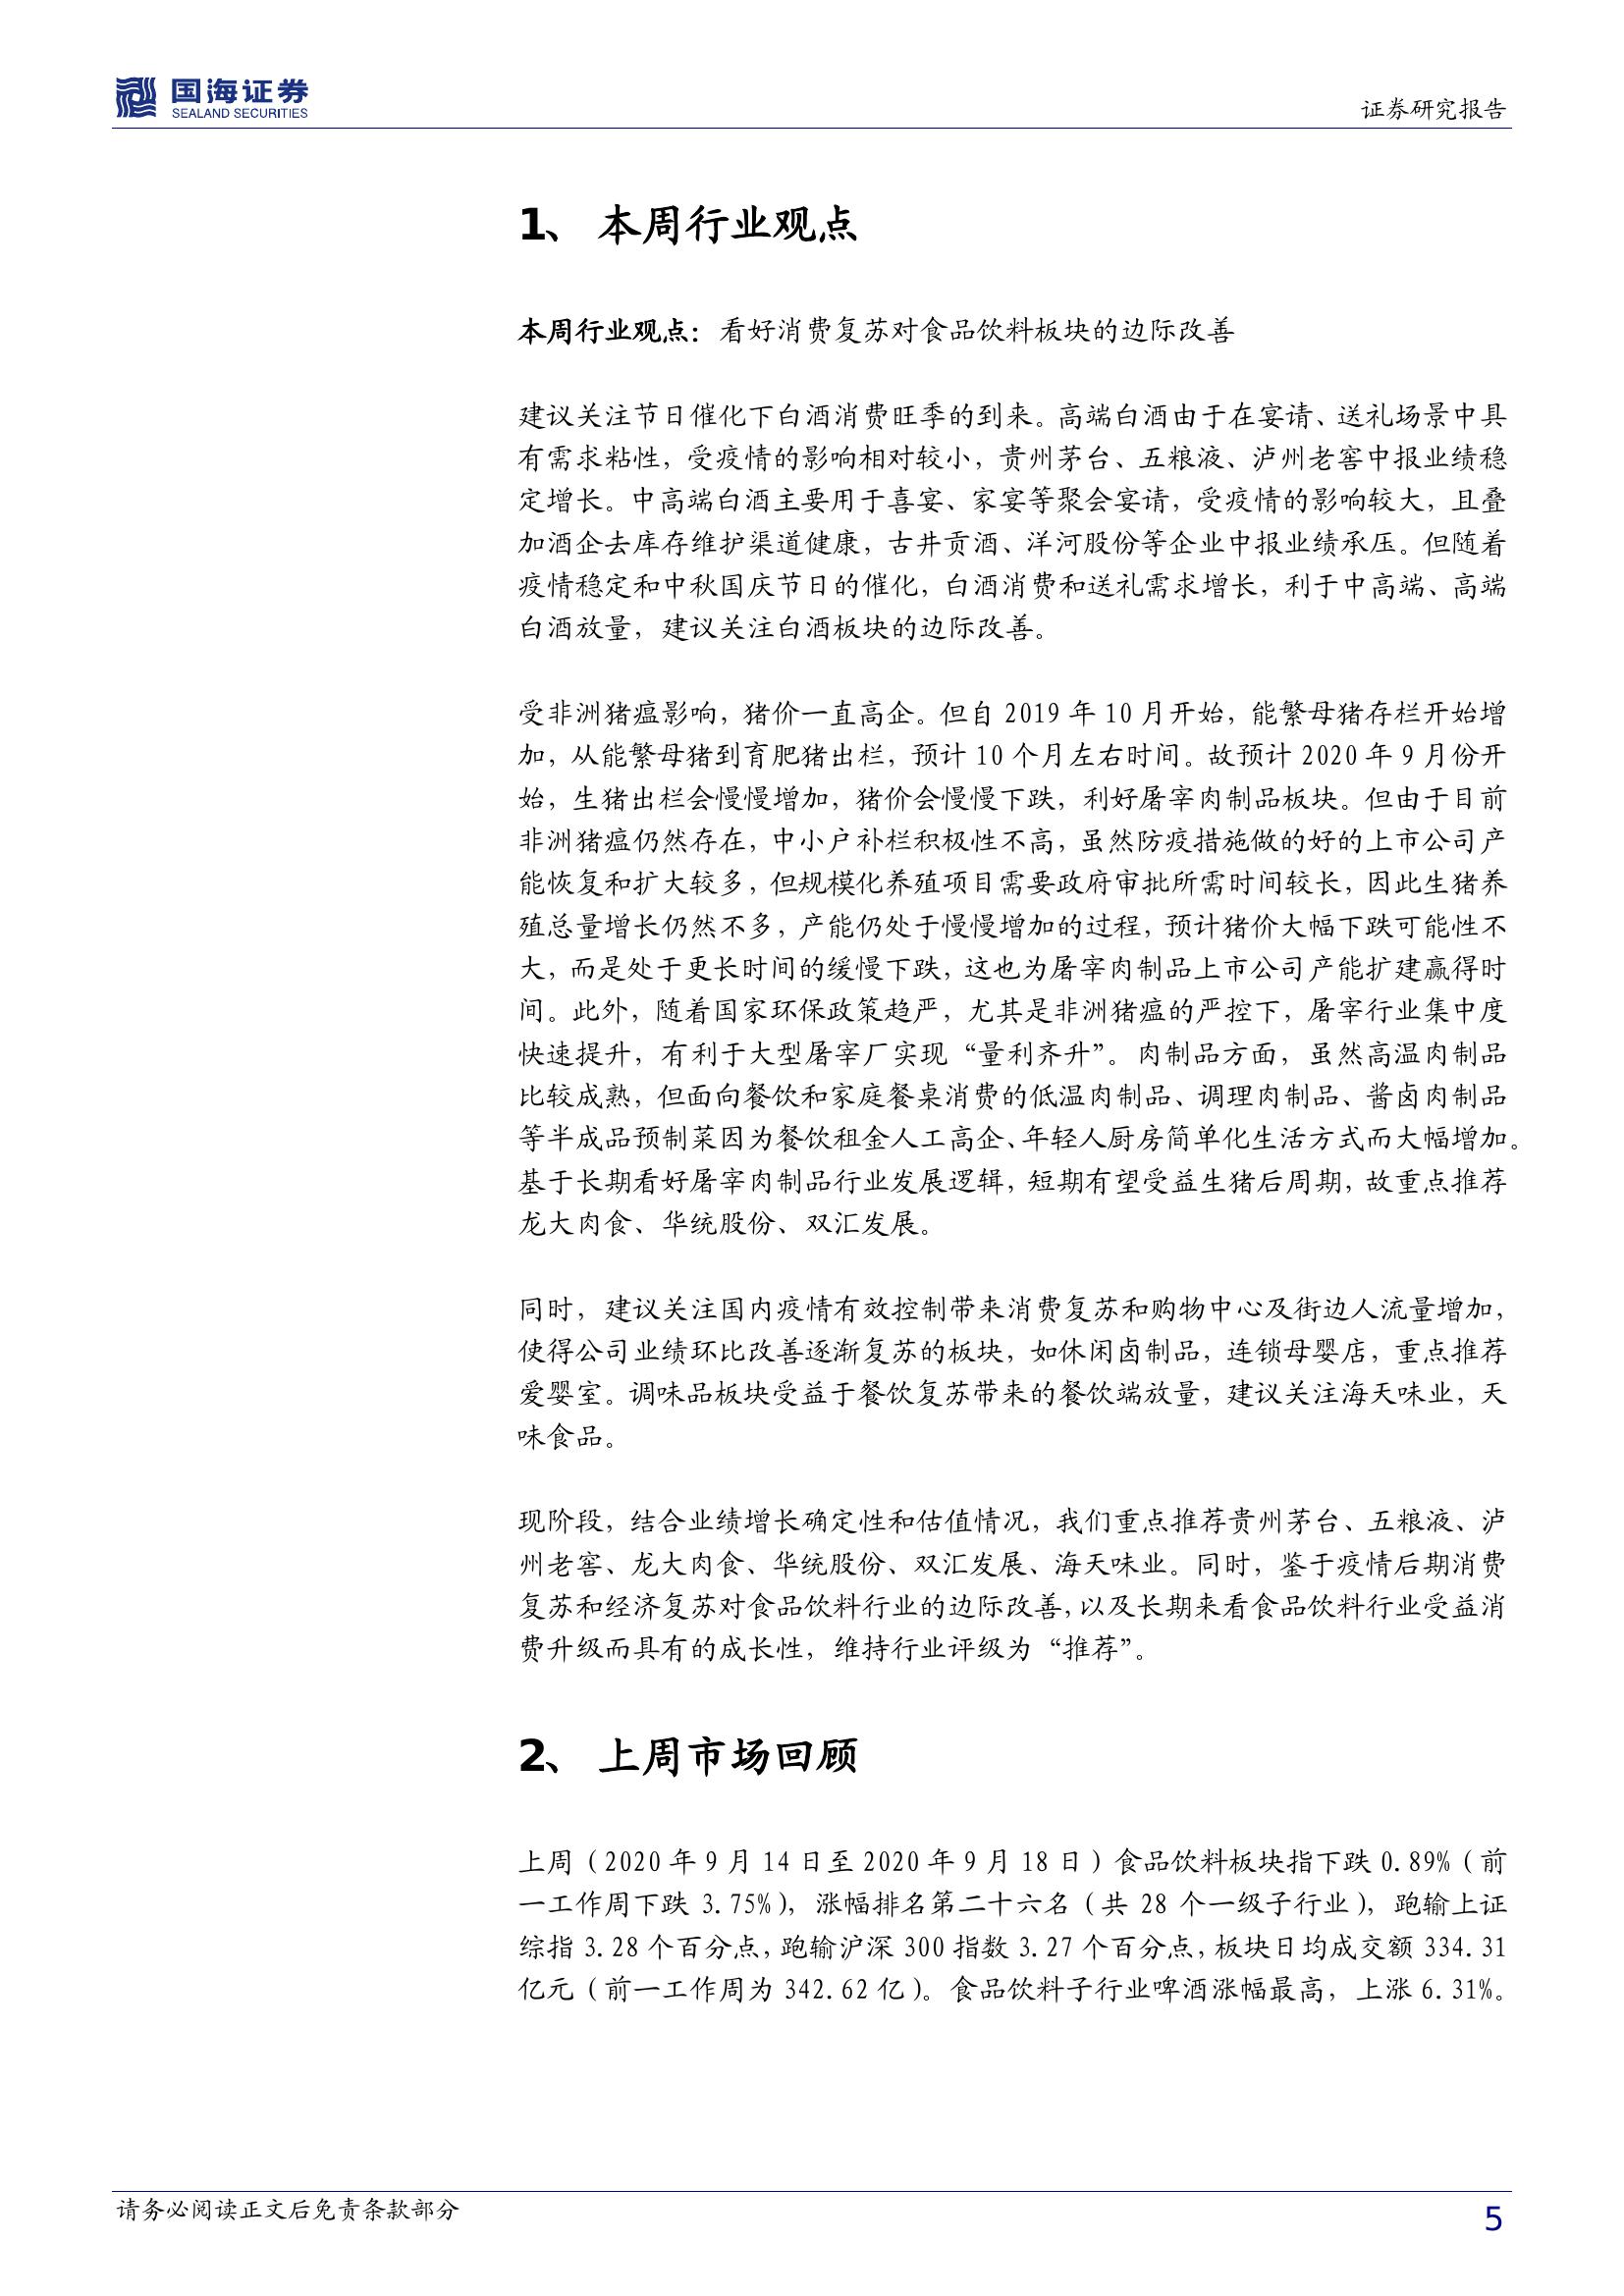 国海证券
SEALAND SECURITIES
证券研究报告
1、 本周行业观点
本周行业观点：看好消费复苏对食品饮料板块的边际改善
建议关注节日催化下白酒消费旺季的到来。高端白酒由于在宴请、送礼场景中具
有需求粘性，受疫情的影响相对较小，贵州茅台、五粮液、泸州老窖中报业绩稳
定增长。中高端白酒主要用于喜宴、家宴等聚会宴请，受疫情的影响较大，且叠
加酒企去库存维护渠道健康，古井贡酒、洋河股份等企业中报业绩承压。但随着
疫情稳定和中秋国庆节日的催化，白酒消费和送礼需求增长，利于中高端、高端
白酒放量，建议关注白酒板块的边际改善。
受非洲猪瘟影响，猪价一直高企。但自 2019 年 10 月开始，能繁母猪存栏开始增
加，从能繁母猪到育肥猪出栏，预计 10 个月左右时间。故预计 2020 年 9 月份开
始，生猪出栏会慢慢增加，猪价会慢慢下跌，利好屠宰肉制品板块。但由于目前
非洲猪瘟仍然存在，中小户补栏积极性不高，虽然防疫措施做的好的上市公司产
能恢复和扩大较多，但规模化养殖项目需要政府审批所需时间较长，因此生猪养
殖总量增长仍然不多，产能仍处于慢慢增加的过程，预计猪价大幅下跌可能性不
大，而是处于更长时间的缓慢下跌，这也为屠宰肉制品上市公司产能扩建赢得时
间。此外，随着国家环保政策趋严，尤其是非洲猪瘟的严控下，屠宰行业集中度
快速提升，有利于大型屠宰厂实现“量利齐升”。肉制品方面，虽然高温肉制品
比较成熟，但面向餐饮和家庭餐桌消费的低温肉制品、调理肉制品、酱卤肉制品
等半成品预制菜因为餐饮租金人工高企、年轻人厨房简单化生活方式而大幅增加。
基于长期看好屠宰肉制品行业发展逻辑，短期有望受益生猪后周期，故重点推荐
龙大肉食、华统股份、双汇发展。
同时，建议关注国内疫情有效控制带来消费复苏和购物中心及街边人流量增加，
使得公司业绩环比改善逐渐复苏的板块，如休闲卤制品，连锁母婴店，重点推荐
爱婴室。调味品板块受益于餐饮复苏带来的餐饮端放量，建议关注海天味业，天
味食品。
现阶段，结合业绩增长确定性和估值情况，我们重点推荐贵州茅台、五粮液、泸
州老窖、龙大肉食、华统股份、双汇发展、海天味业。同时，鉴于疫情后期消费
复苏和经济复苏对食品饮料行业的边际改善，以及长期来看食品饮料行业受益消
费升级而具有的成长性，维持行业评级为“推荐”。
2、 上周市场回顾
上周（2020 年 9 月 14 日至 2020 年 9 月 18 日）食品饮料板块指下跌 0.89%（前
一工作周下跌 3.75%），涨幅排名第二十六名（共 28 个一级子行业），跑输上证
综指 3.28 个百分点，跑输沪深 300 指数 3.27 个百分点，板块日均成交额 334.31
亿元（前一工作周为 342.62 亿）。食品饮料子行业啤酒涨幅最高，上涨 6.31%。
请务必阅读正文后免责条款部分
5